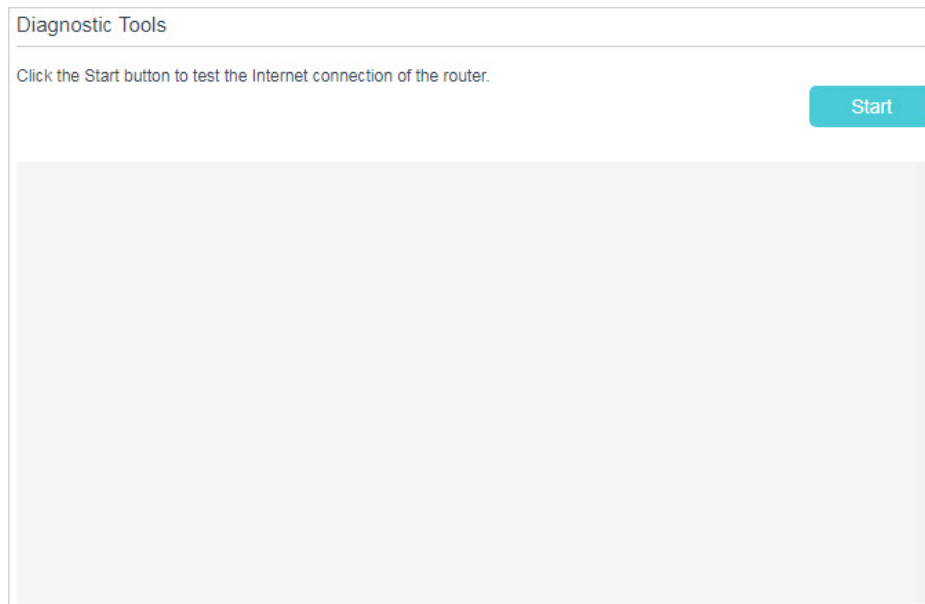 Diagnostic Tools
Click the Start button to test the Internet connection of the router.
Start